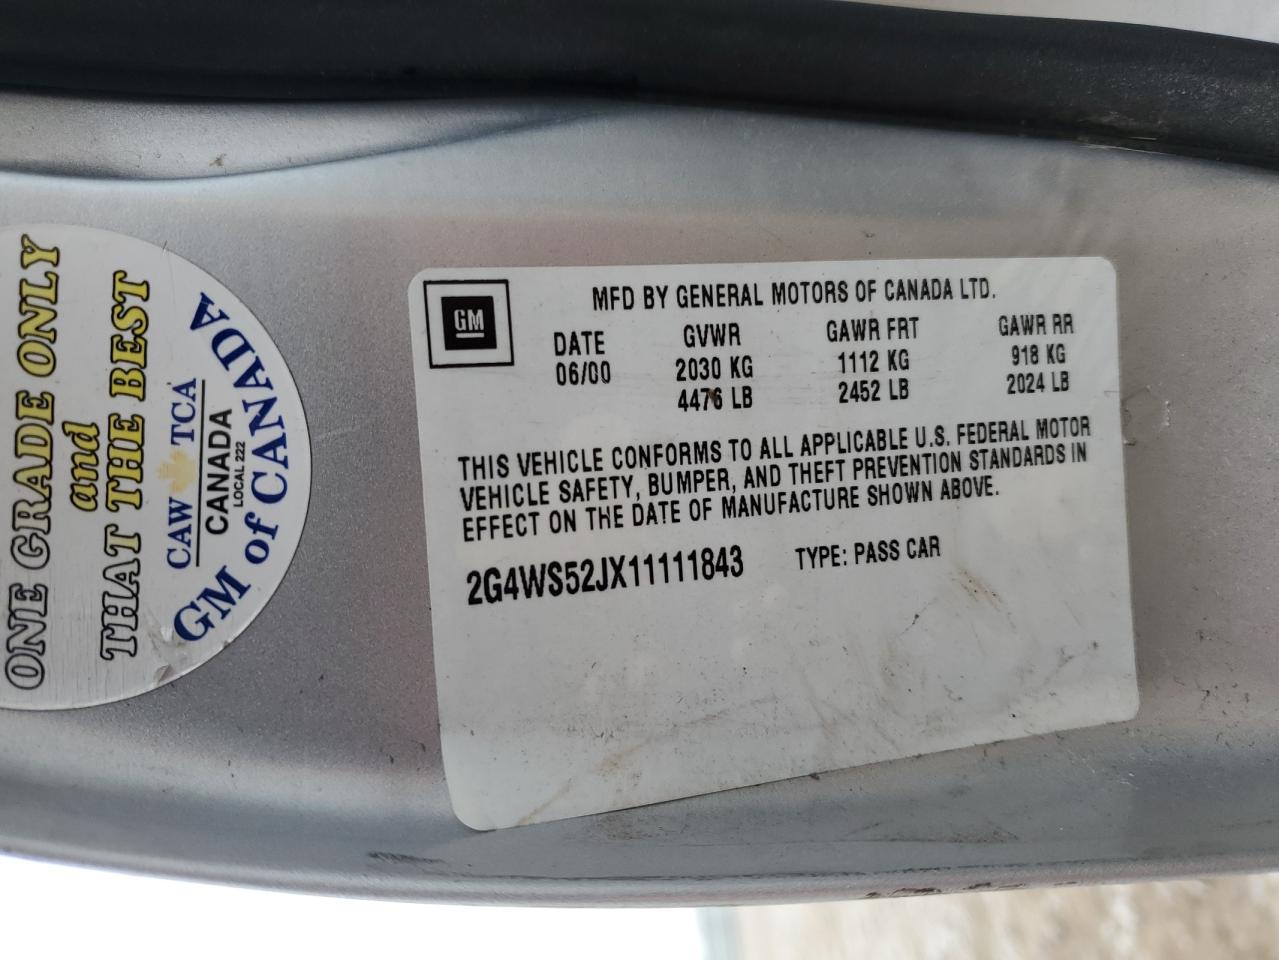 ONE GRADE ONLY
and
THAT THE BEST
CAW TCA
CANADA
LOCAL 222
GM of CANADA
GM
MFD BY GENERAL MOTORS OF CANADA LTD.
DATE GVWR GAWR FRT GAWR RR
06/00 2030 KG 1112 KG 918 KG
4476 LB 2452 LB 2024 LB
THIS VEHICLE CONFORMS TO ALL APPLICABLE U.S. FEDERAL MOTOR
VEHICLE SAFETY, BUMPER, AND THEFT PREVENTION STANDARDS IN
EFFECT ON THE DATE OF MANUFACTURE SHOWN ABOVE.
2G4WS52JX11111843 TYPE: PASS CAR